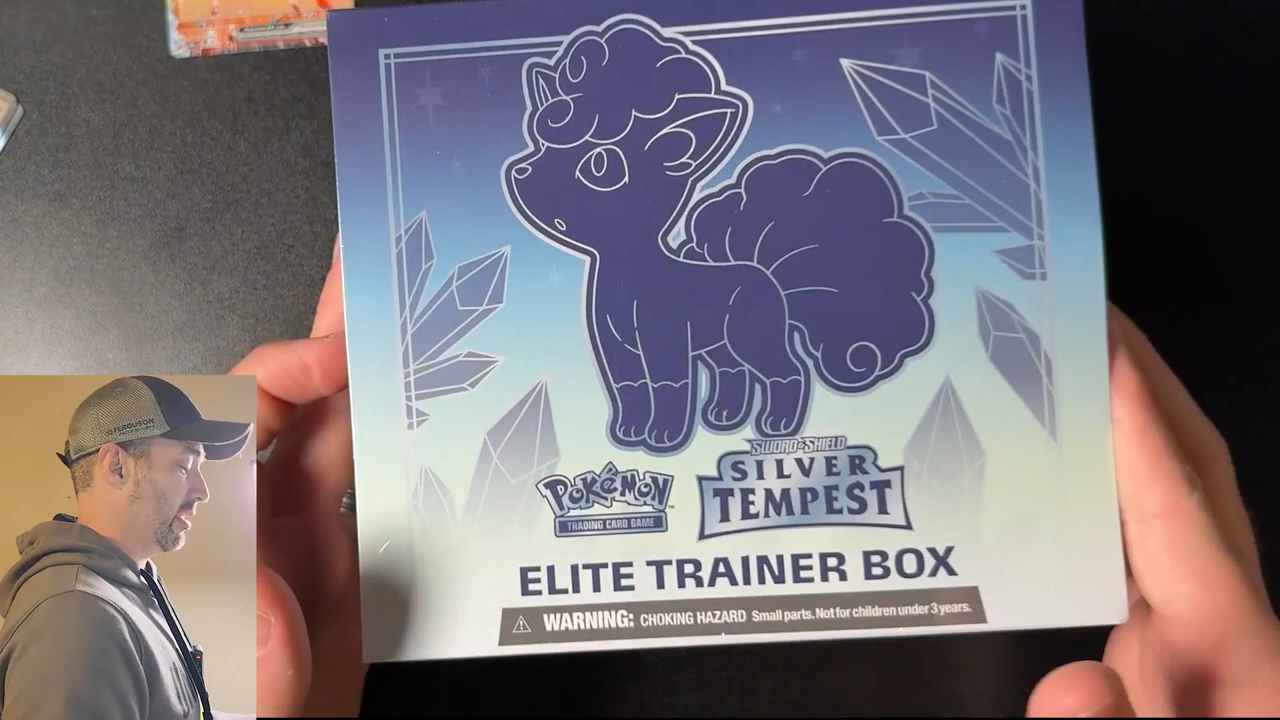 FERGUSON
SWORD & SHIELD
SILVER
TEMPEST
POKéMON
TRADING CARD GAME
ELITE TRAINER BOX
WARNING: CHOKING HAZARD Small parts. Not for children under 3 years.